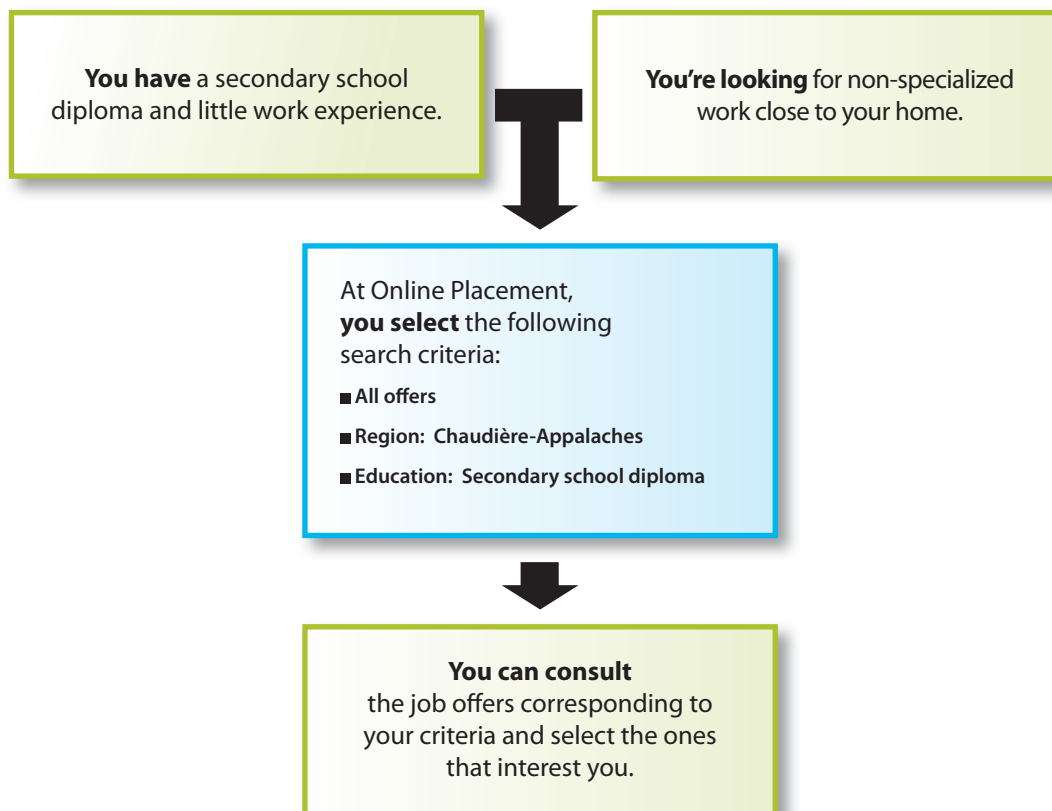 You have a secondary school
diploma and little work experience.
You're looking for non-specialized
work close to your home.
At Online Placement,
you select the following
search criteria:
■ All offers
■ Region: Chaudière-Appalaches
■ Education: Secondary school diploma
You can consult
the job offers corresponding to
your criteria and select the ones
that interest you.